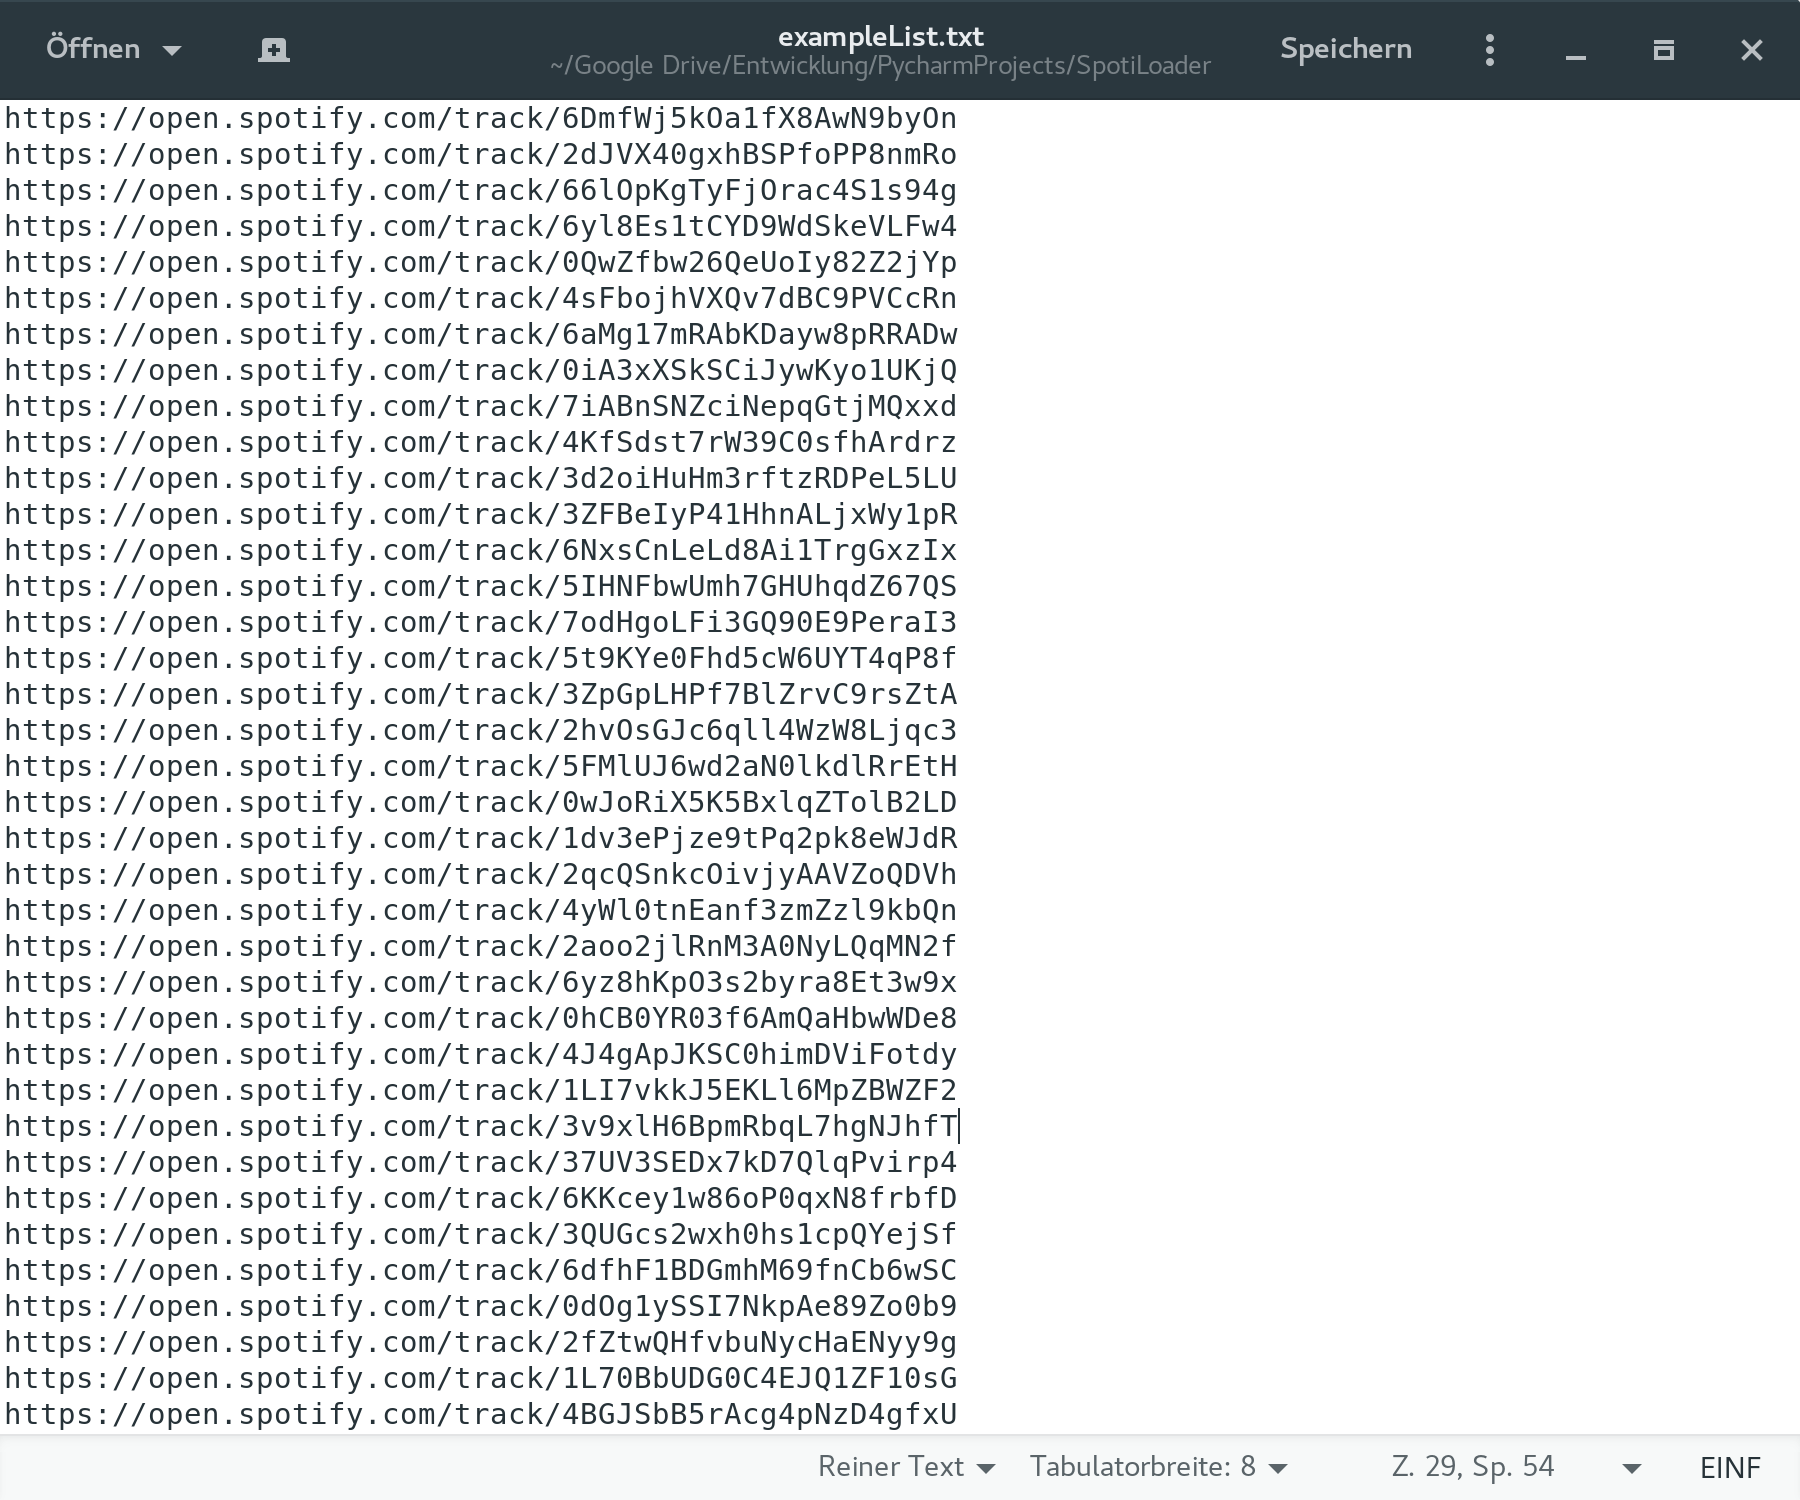 Öffnen
exampleList.txt
~/Google Drive/Entwicklung/PycharmProjects/SpotiLoader
Speichern
https://open.spotify.com/track/6DmfWj5kOa1fX8AwN9byOn
https://open.spotify.com/track/2dJVX40gxhBSPfoPP8nmRo
https://open.spotify.com/track/66lOpKgTyFjOrac4S1s94g
https://open.spotify.com/track/6yl8Es1tCYD9WdSkeVLFw4
https://open.spotify.com/track/0QwZfbw26QeUoIy82Z2jYp
https://open.spotify.com/track/4sFbojhVXQv7dBC9PVCcRn
https://open.spotify.com/track/6aMg17mRAbKDayw8pRRADw
https://open.spotify.com/track/0iA3xXSkSCiJywKyo1UKjQ
https://open.spotify.com/track/7iABnSNZciNepqGtjMQxxd
https://open.spotify.com/track/4KfSdst7rW39C0sfhArdrz
https://open.spotify.com/track/3d2oiHuHm3rftzRDPeL5LU
https://open.spotify.com/track/3ZFBeIyP41HhnALjxWy1pR
https://open.spotify.com/track/6NxsCnLeLd8Ai1TrgGxzIx
https://open.spotify.com/track/5IHNFbwUmh7GHUhqdZ67QS
https://open.spotify.com/track/7odHgoLFi3GQ90E9PeraI3
https://open.spotify.com/track/5t9KYe0Fhd5cW6UYT4qP8f
https://open.spotify.com/track/3ZpGpLHPf7BlZrvC9rsZtA
https://open.spotify.com/track/2hvOsGJc6qll4WzW8Ljqc3
https://open.spotify.com/track/5FMlUJ6wd2aN0lkdlRrEtH
https://open.spotify.com/track/0wJoRiX5K5BxlqZTolB2LD
https://open.spotify.com/track/1dv3ePjze9tPq2pk8eWJdR
https://open.spotify.com/track/2qcQSnkcOivjyAAVZoQDVh
https://open.spotify.com/track/4yWl0tnEanf3zmZzl9kbQn
https://open.spotify.com/track/2aoo2jlRnM3A0NyLQqMN2f
https://open.spotify.com/track/6yz8hKpO3s2byra8Et3w9x
https://open.spotify.com/track/0hCB0YR03f6AmQaHbwWDe8
https://open.spotify.com/track/4J4gApJKSC0himDViFotdy
https://open.spotify.com/track/1LI7vkkJ5EKLl6MpZBWZF2
https://open.spotify.com/track/3v9xlH6BpmRbqL7hgNJhfT
https://open.spotify.com/track/37UV3SEDx7kD7QlqPvirp4
https://open.spotify.com/track/6KKcey1w86oP0qxN8frbfD
https://open.spotify.com/track/3QUGcs2wxh0hs1cpQYejSf
https://open.spotify.com/track/6dfhF1BDGmhM69fnCb6wSC
https://open.spotify.com/track/0dOg1ySSI7NkpAe89Zo0b9
https://open.spotify.com/track/2fZtwQHfvbuNycHaENyy9g
https://open.spotify.com/track/1L70BbUDG0C4EJQ1ZF10sG
https://open.spotify.com/track/4BGJSbB5rAcg4pNzD4gfxU
Reiner Text
Tabulatorbreite: 8
Z. 29, Sp. 54
EINF